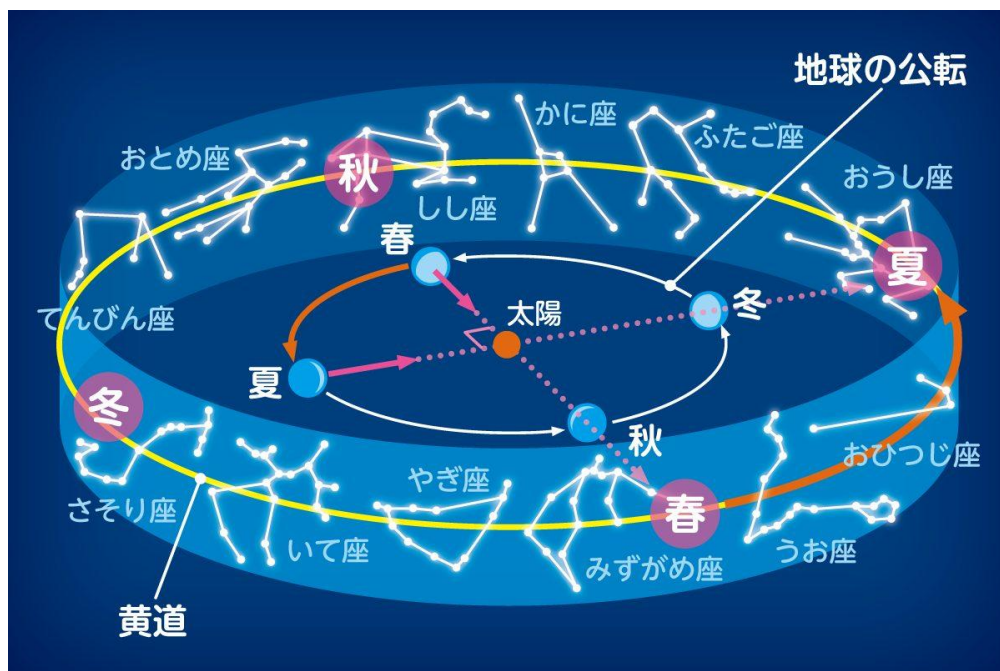 地球の公転
かに座
ふたご座
おとめ座
秋
しし座
おうし座
春
夏
太陽
冬
てんびん座
夏
冬
秋
おひつじ座
やぎ座
さそり座
春
いて座
みずがめ座
うお座
黄道